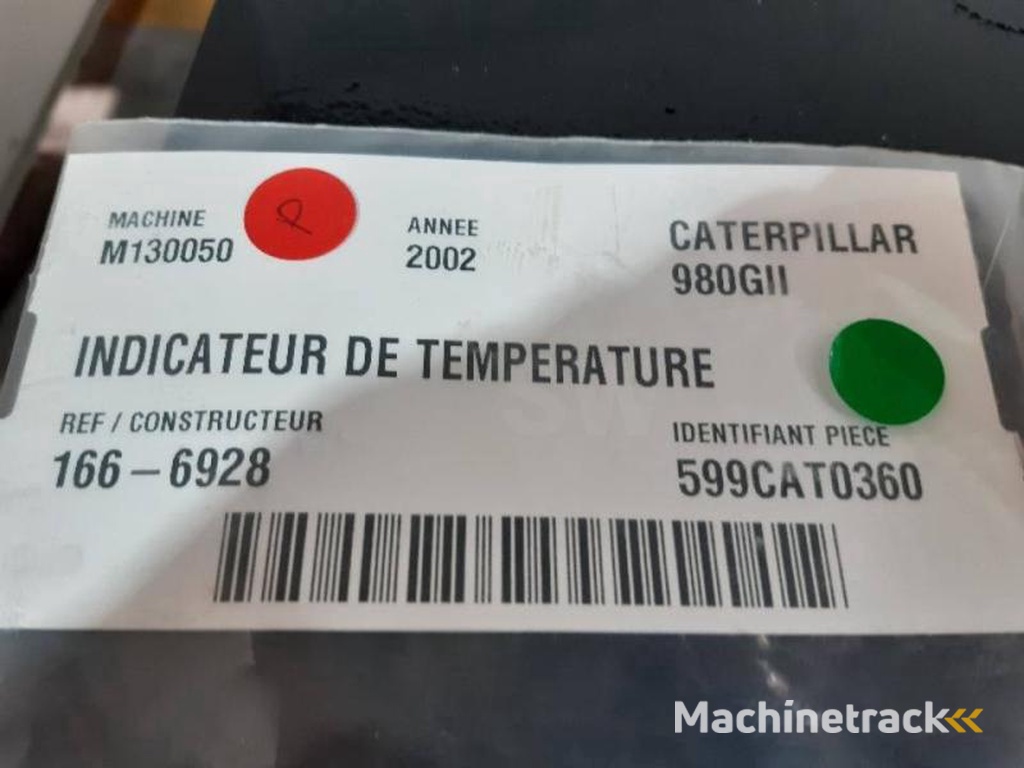 MACHINE
M130050
ANNEE
2002
CATERPILLAR
980GII
INDICATEUR DE TEMPERATURE
REF / CONSTRUCTEUR
166-6928
IDENTIFIANT PIECE
599CAT0360
Machinetrack